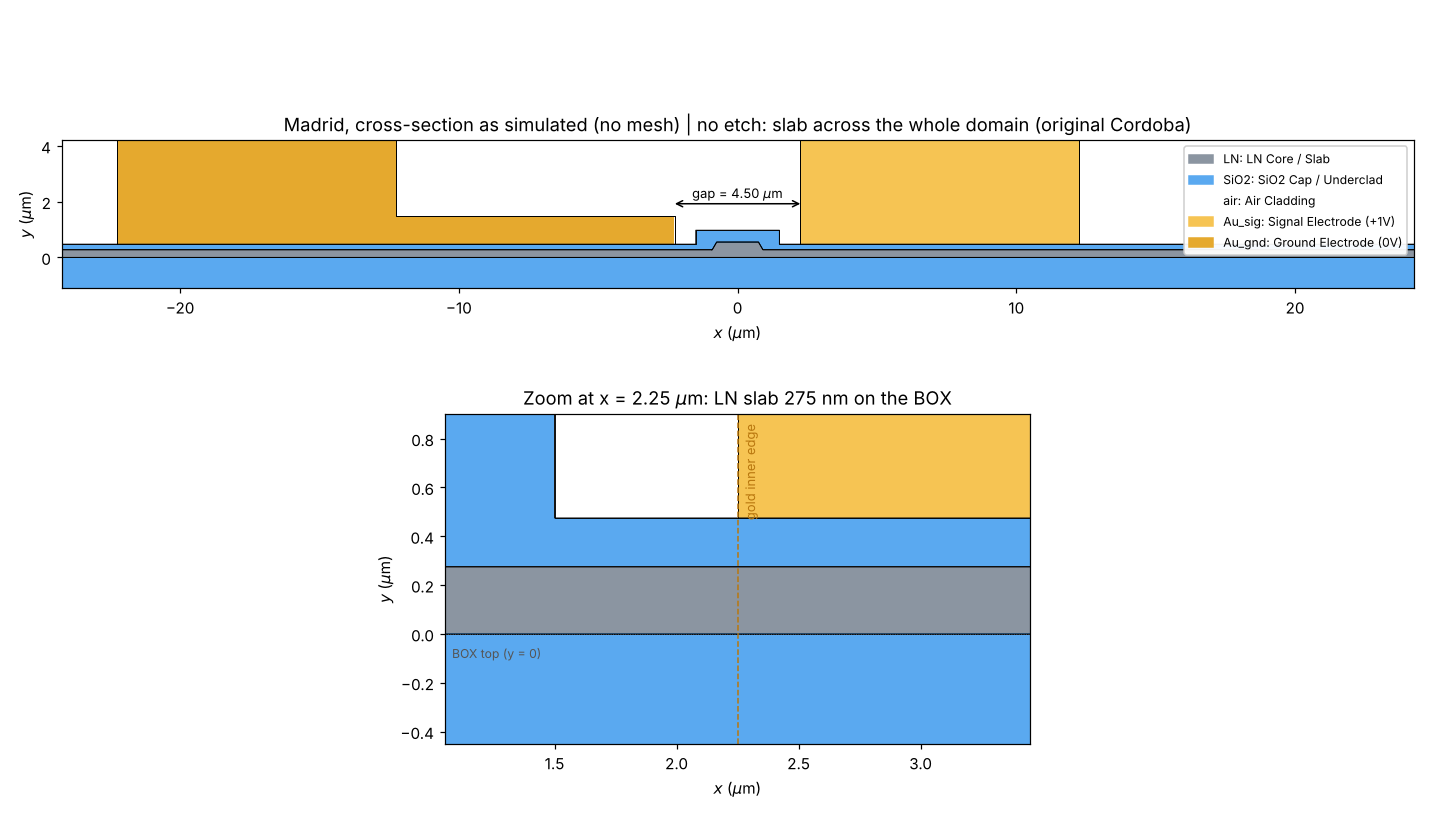 Madrid, cross-section as simulated (no mesh) | no etch: slab across the whole domain (original Cordoba)
4
2
0
y (μm)
gap = 4.50 μm
LN: LN Core / Slab
SiO2: SiO2 Cap / Underclad
air: Air Cladding
Au_sig: Signal Electrode (+1V)
Au_gnd: Ground Electrode (0V)
−20
−10
0
10
20
x (μm)
Zoom at x = 2.25 μm: LN slab 275 nm on the BOX
0.8
0.6
0.4
0.2
0.0
−0.2
−0.4
y (μm)
gold inner edge
BOX top (y = 0)
1.5
2.0
2.5
3.0
x (μm)